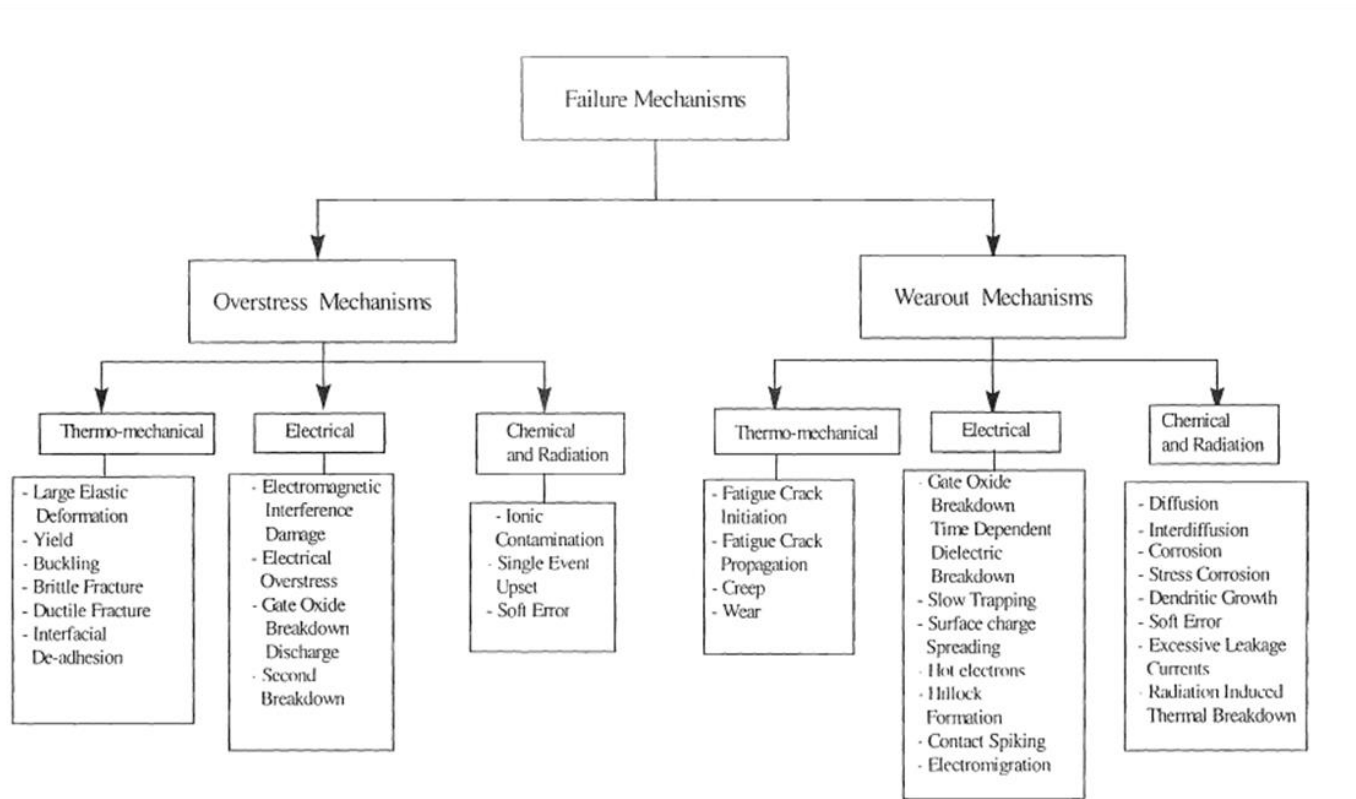 Failure Mechanisms
Overstress Mechanisms
Wearout Mechanisms
Thermo-mechanical
- Large Elastic
Deformation
- Yield
- Buckling
- Brittle Fracture
- Ductile Fracture
- Interfacial
De-adhesion
Electrical
- Electromagnetic
Interference
Damage
- Electrical
Overstress
- Gate Oxide
Breakdown
Discharge
- Second
Breakdown
Chemical
and Radiation
- Ionic
Contamination
- Single Event
Upset
- Soft Error
Thermo-mechanical
- Fatigue Crack
Initiation
- Fatigue Crack
Propagation
- Creep
- Wear
Electrical
- Gate Oxide
Breakdown
Time Dependent
Dielectric
Breakdown
- Slow Trapping
- Surface charge
Spreading
- Hot electrons
- Hillock
Formation
- Contact Spiking
- Electromigration
Chemical
and Radiation
- Diffusion
- Interdiffusion
- Corrosion
- Stress Corrosion
- Dendritic Growth
- Soft Error
- Excessive Leakage
Currents
- Radiation Induced
Thermal Breakdown